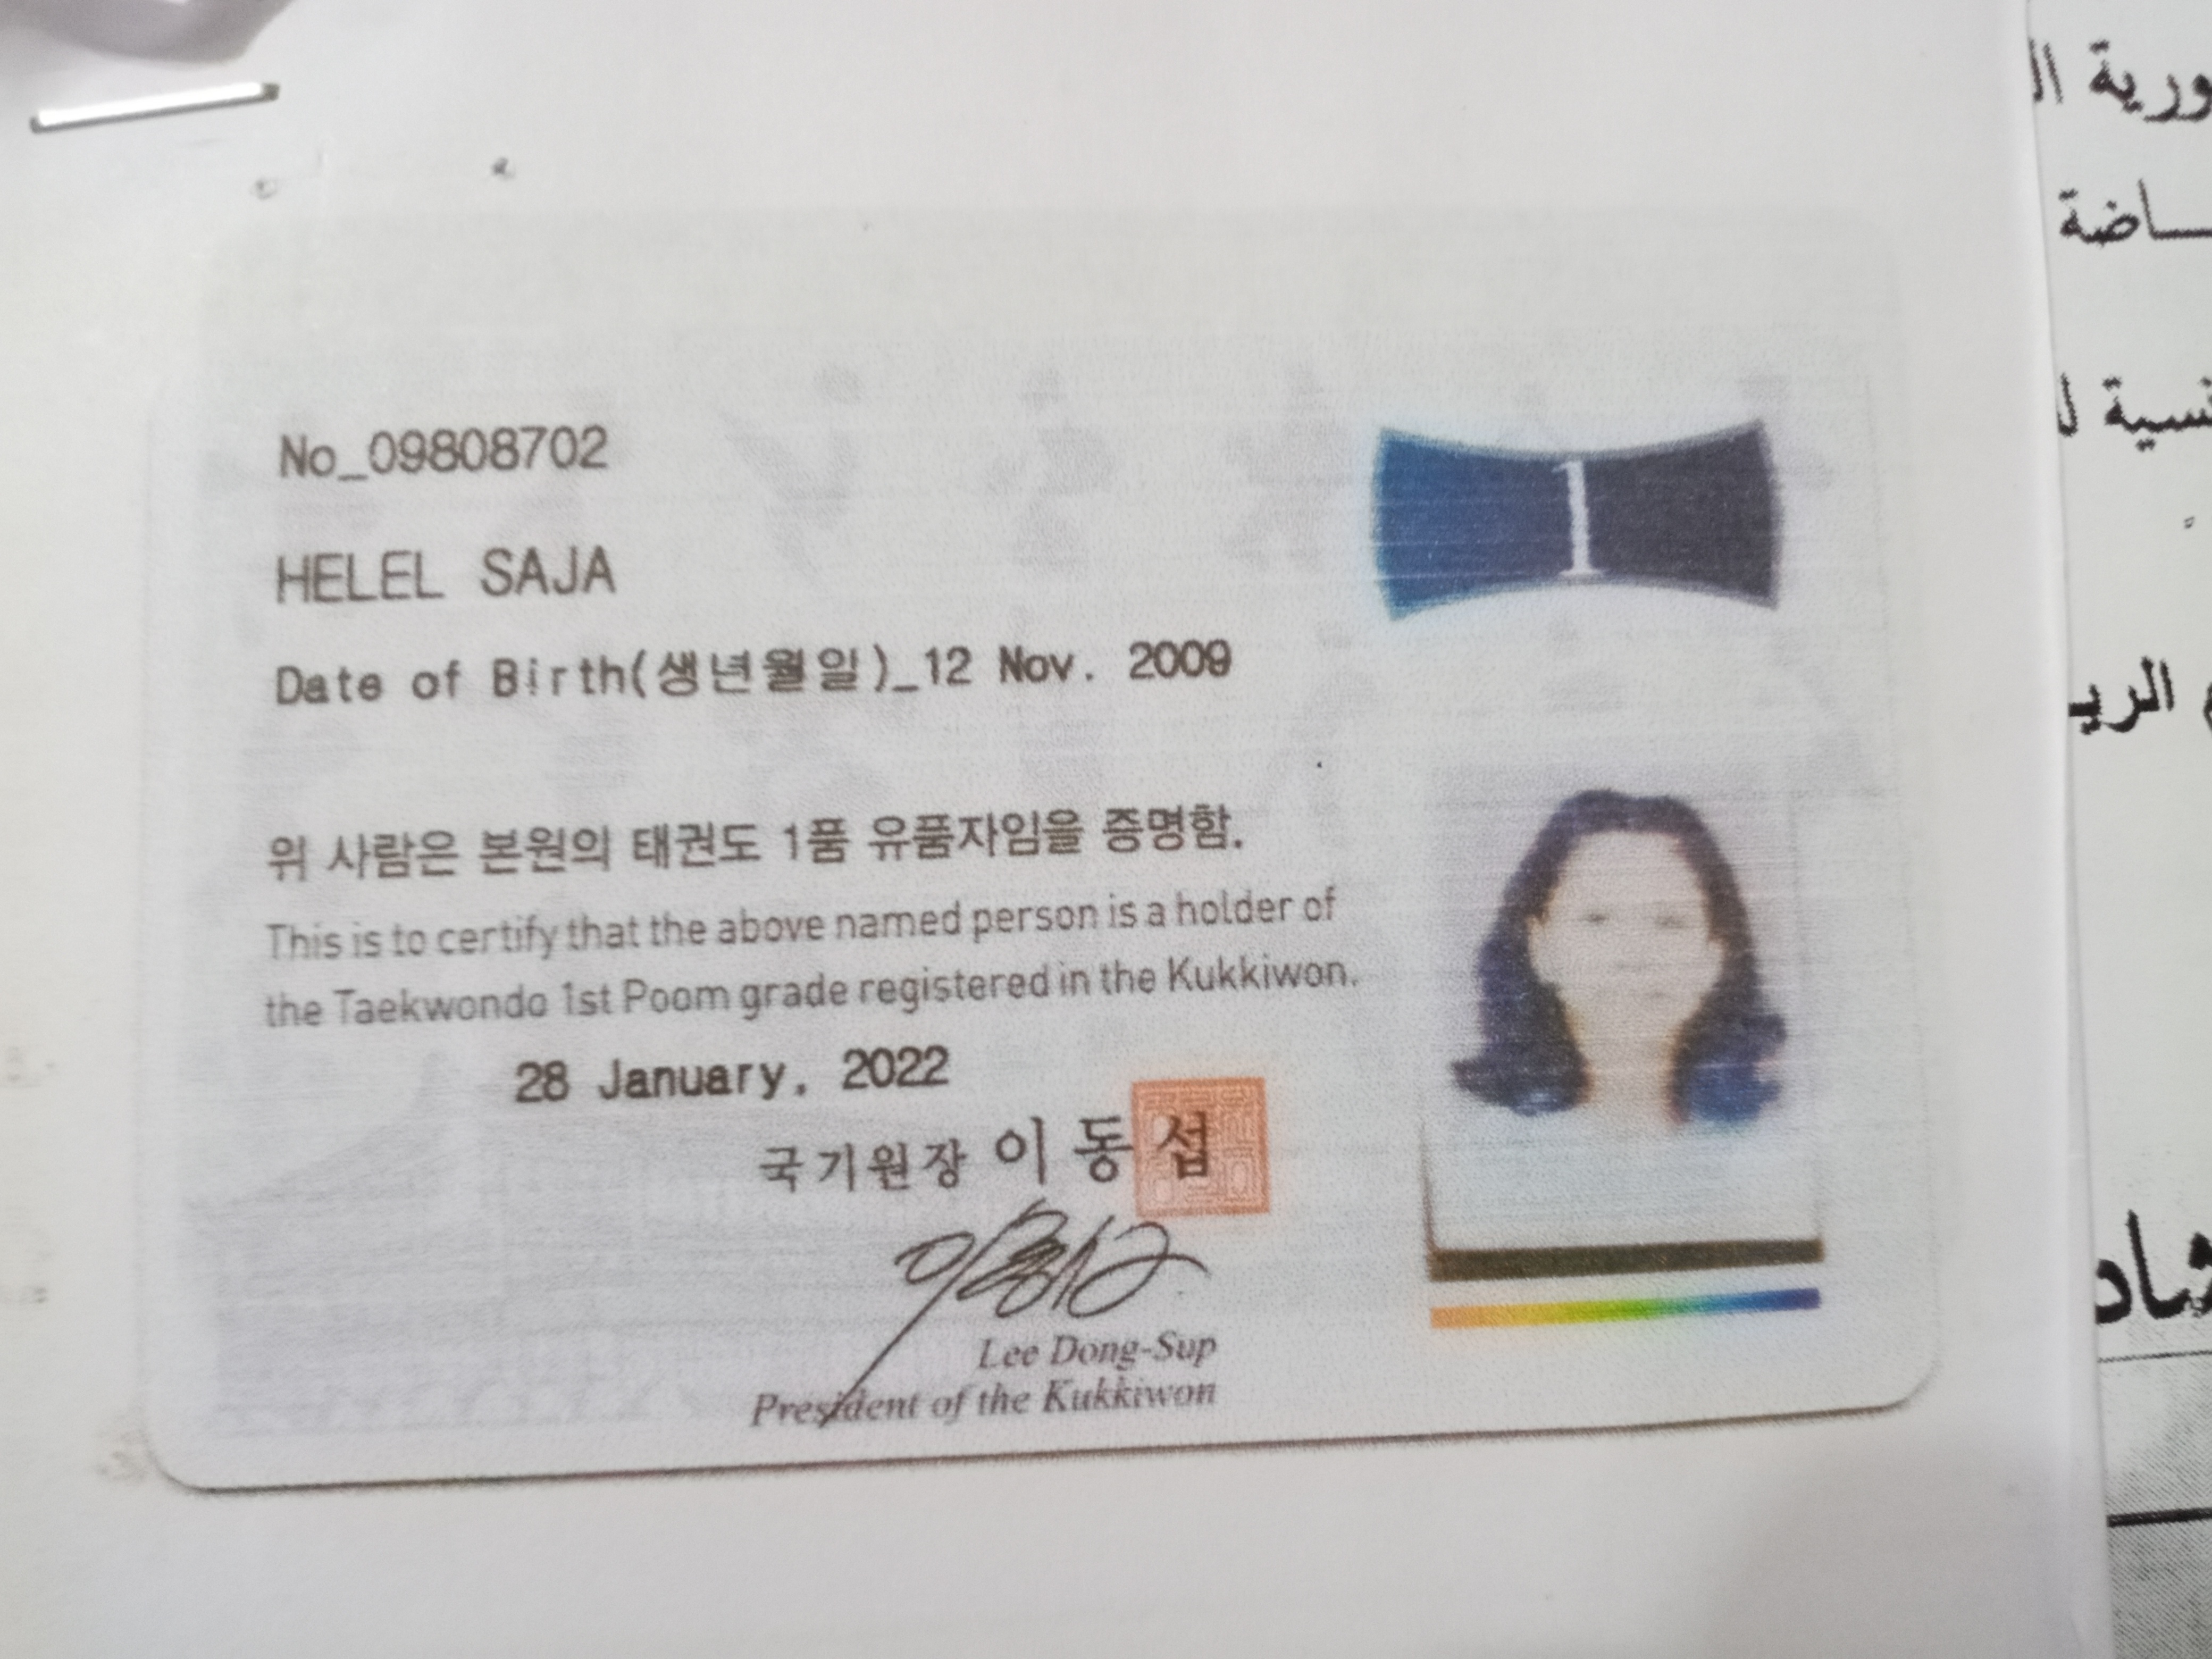 No_09808702
1
HELEL SAJA
Date of Birth(생년월일)_12 Nov. 2009
위 사람은 본원의 태권도 1품 유품자임을 증명함.
This is to certify that the above named person is a holder of
the Taekwondo 1st Poom grade registered in the Kukkiwon.
28 January, 2022
국기원장 이동섭
Lee Dong-Sup
President of the Kukkiwon